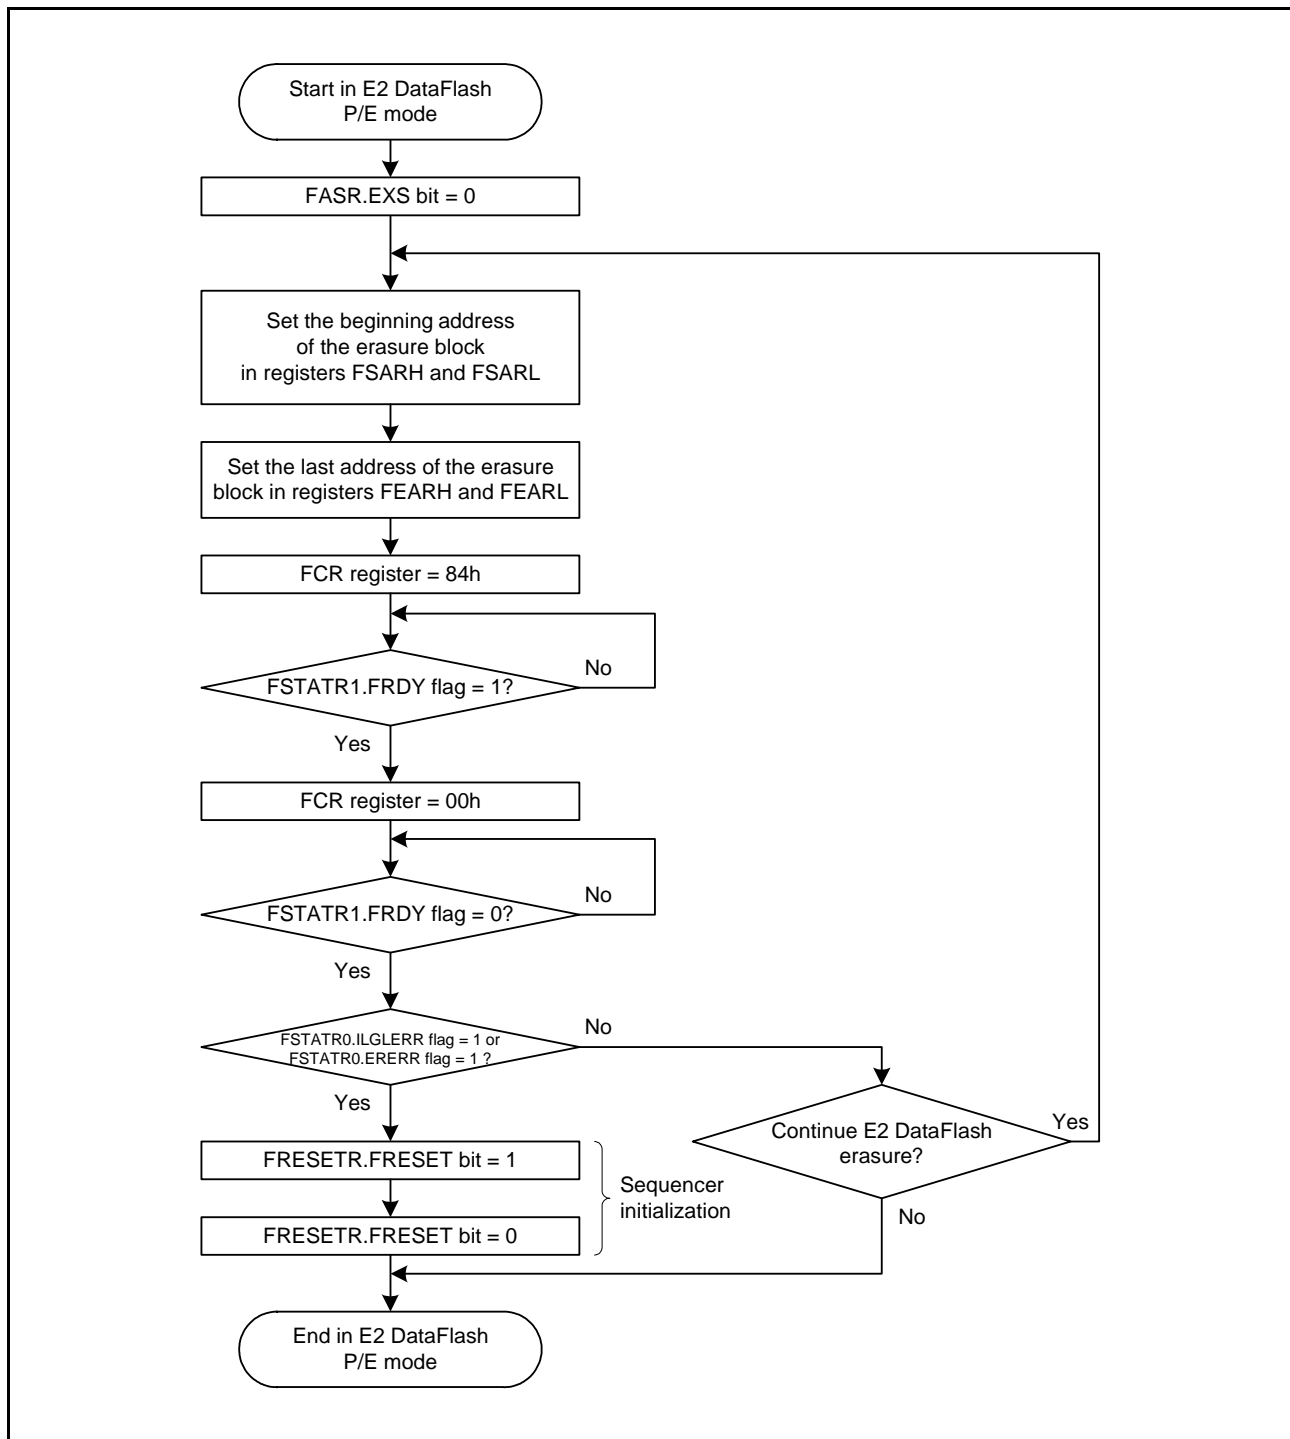 Start in E2 DataFlash
P/E mode
FASR.EXS bit = 0
Set the beginning address
of the erasure block
in registers FSARH and FSARL
Set the last address of the erasure
block in registers FEARH and FEARL
FCR register = 84h
FSTATR1.FRDY flag = 1?
No
Yes
FCR register = 00h
FSTATR1.FRDY flag = 0?
No
Yes
FSTATR0.ILGLERR flag = 1 or
FSTATR0.ERERR flag = 1 ?
No
Yes
Continue E2 DataFlash
erasure?
Yes
No
FRESETR.FRESET bit = 1
FRESETR.FRESET bit = 0
Sequencer
initialization
End in E2 DataFlash
P/E mode